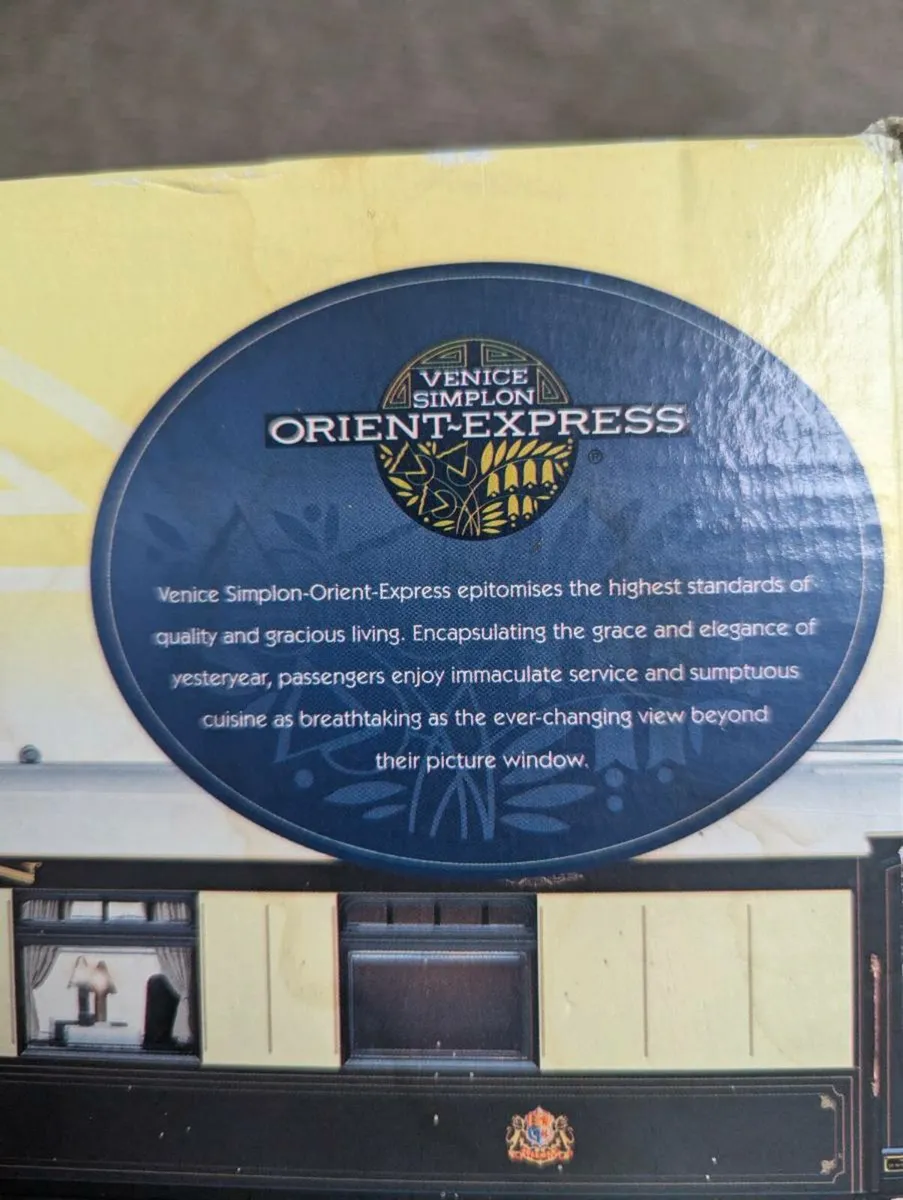 VENICE
SIMPLON
ORIENT~EXPRESS
®
Venice Simplon-Orient-Express epitomises the highest standards of
quality and gracious living. Encapsulating the grace and elegance of
yesteryear, passengers enjoy immaculate service and sumptuous
cuisine as breathtaking as the ever-changing view beyond
their picture window.